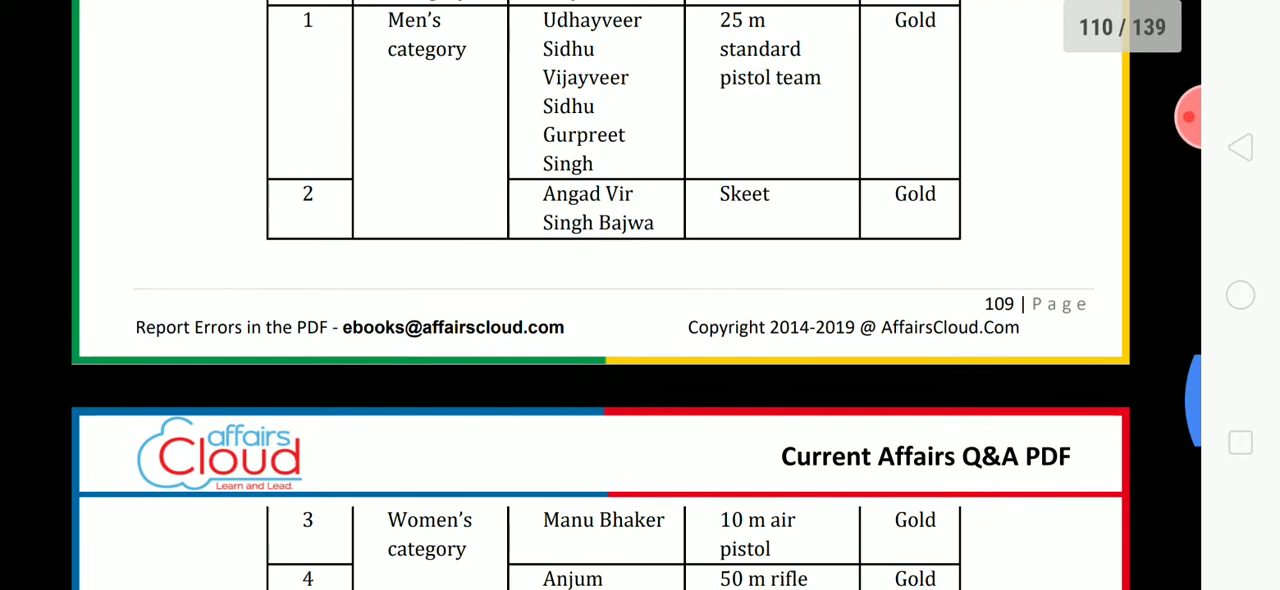 1 Men's Udhayveer 25 m Gold
category Sidhu standard
Vijayveer pistol team
Sidhu
Gurpreet
Singh
2 Angad Vir Skeet Gold
Singh Bajwa
110 / 139
109 | Page
Report Errors in the PDF - ebooks@affairscloud.com Copyright 2014-2019 @ AffairsCloud.Com
affairs
Cloud
Learn and Lead.
Current Affairs Q&A PDF
3 Women's Manu Bhaker 10 m air Gold
category pistol
4 Anjum 50 m rifle Gold